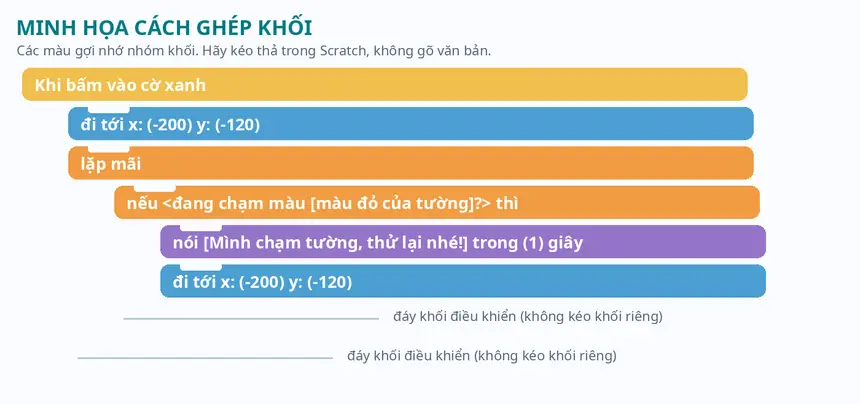 MINH HỌA CÁCH GHÉP KHỐI
Các màu gợi nhớ nhóm khối. Hãy kéo thả trong Scratch, không gõ văn bản.
Khi bấm vào cờ xanh
đi tới x: (-200) y: (-120)
lặp mãi
nếu <đang chạm màu [màu đỏ của tường]?> thì
nói [Mình chạm tường, thử lại nhé!] trong (1) giây
đi tới x: (-200) y: (-120)
đáy khối điều khiển (không kéo khối riêng)
đáy khối điều khiển (không kéo khối riêng)